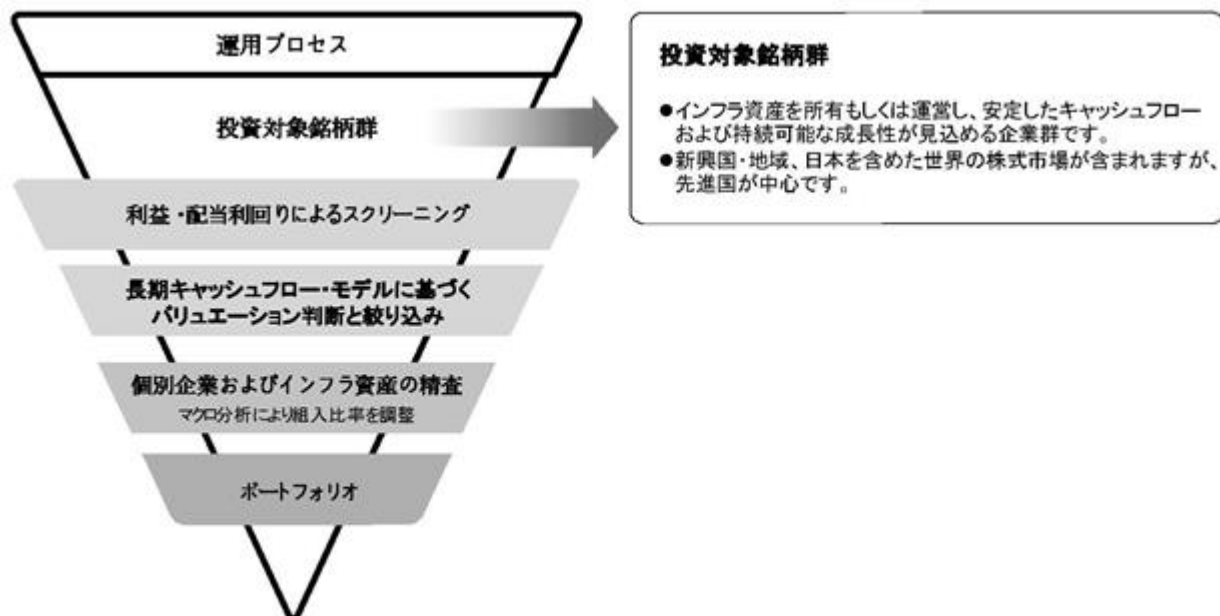 運用プロセス
投資対象銘柄群
利益・配当利回りによるスクリーニング
長期キャッシュフロー・モデルに基づく
バリュエーション判断と絞り込み
個別企業およびインフラ資産の精査
マクロ分析により組入比率を調整
ポートフォリオ
投資対象銘柄群
●インフラ資産を所有もしくは運営し、安定したキャッシュフロー
および持続可能な成長性が見込める企業群です。
●新興国・地域、日本を含めた世界の株式市場が含まれますが、
先進国が中心です。